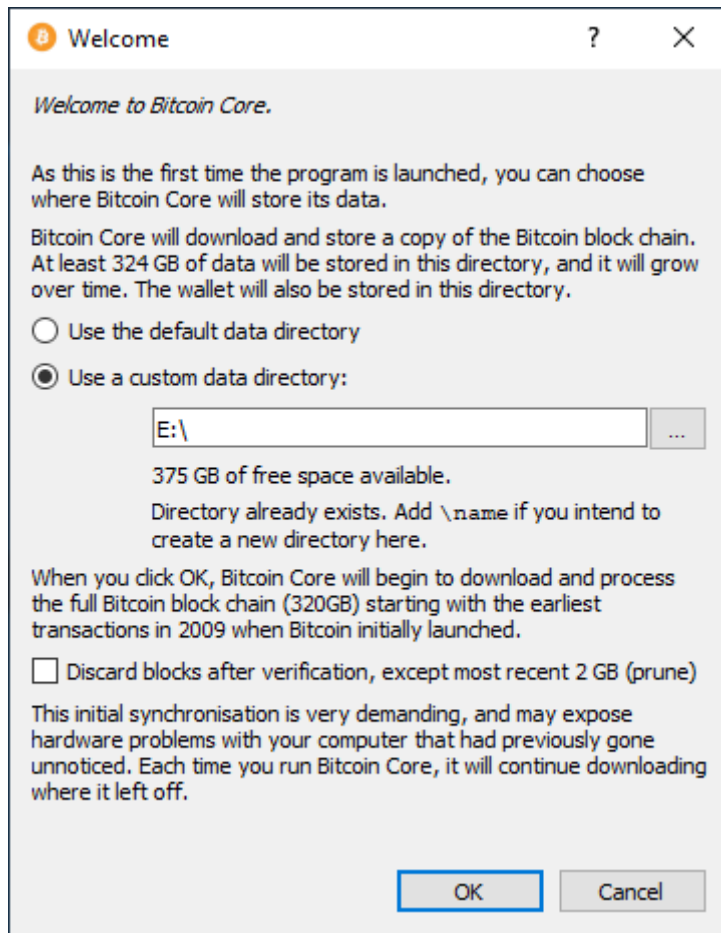 Welcome
?
Welcome to Bitcoin Core.
As this is the first time the program is launched, you can choose
where Bitcoin Core will store its data.
Bitcoin Core will download and store a copy of the Bitcoin block chain.
At least 324 GB of data will be stored in this directory, and it will grow
over time. The wallet will also be stored in this directory.
Use the default data directory
Use a custom data directory:
E:\
...
375 GB of free space available.
Directory already exists. Add \name if you intend to
create a new directory here.
When you click OK, Bitcoin Core will begin to download and process
the full Bitcoin block chain (320GB) starting with the earliest
transactions in 2009 when Bitcoin initially launched.
Discard blocks after verification, except most recent 2 GB (prune)
This initial synchronisation is very demanding, and may expose
hardware problems with your computer that had previously gone
unnoticed. Each time you run Bitcoin Core, it will continue downloading
where it left off.
OK
Cancel